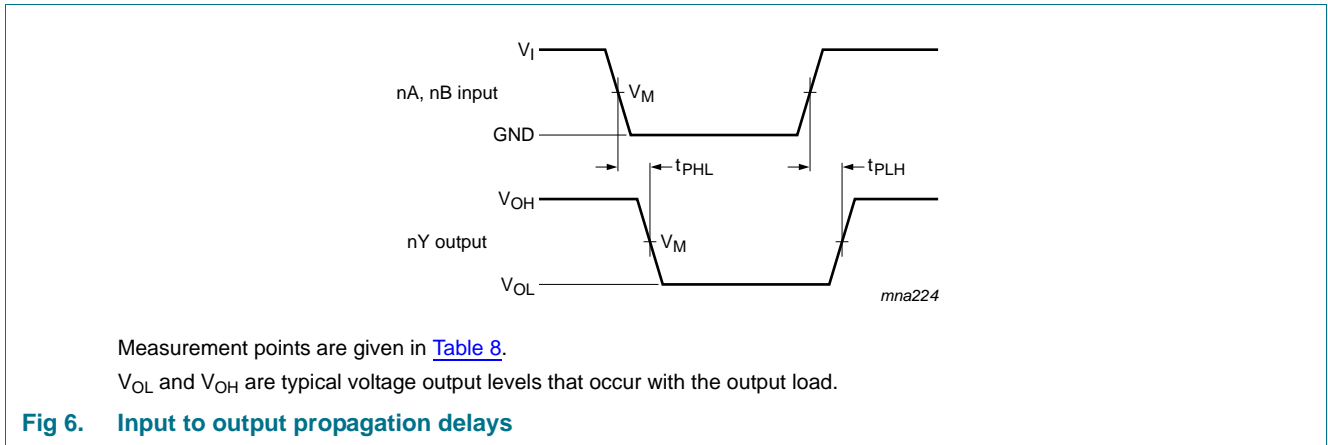 VI
nA, nB input
VM
GND
tPHL
tPLH
VOH
nY output
VM
VOL
mna224
Measurement points are given in Table 8.
VOL and VOH are typical voltage output levels that occur with the output load.
Fig 6. Input to output propagation delays